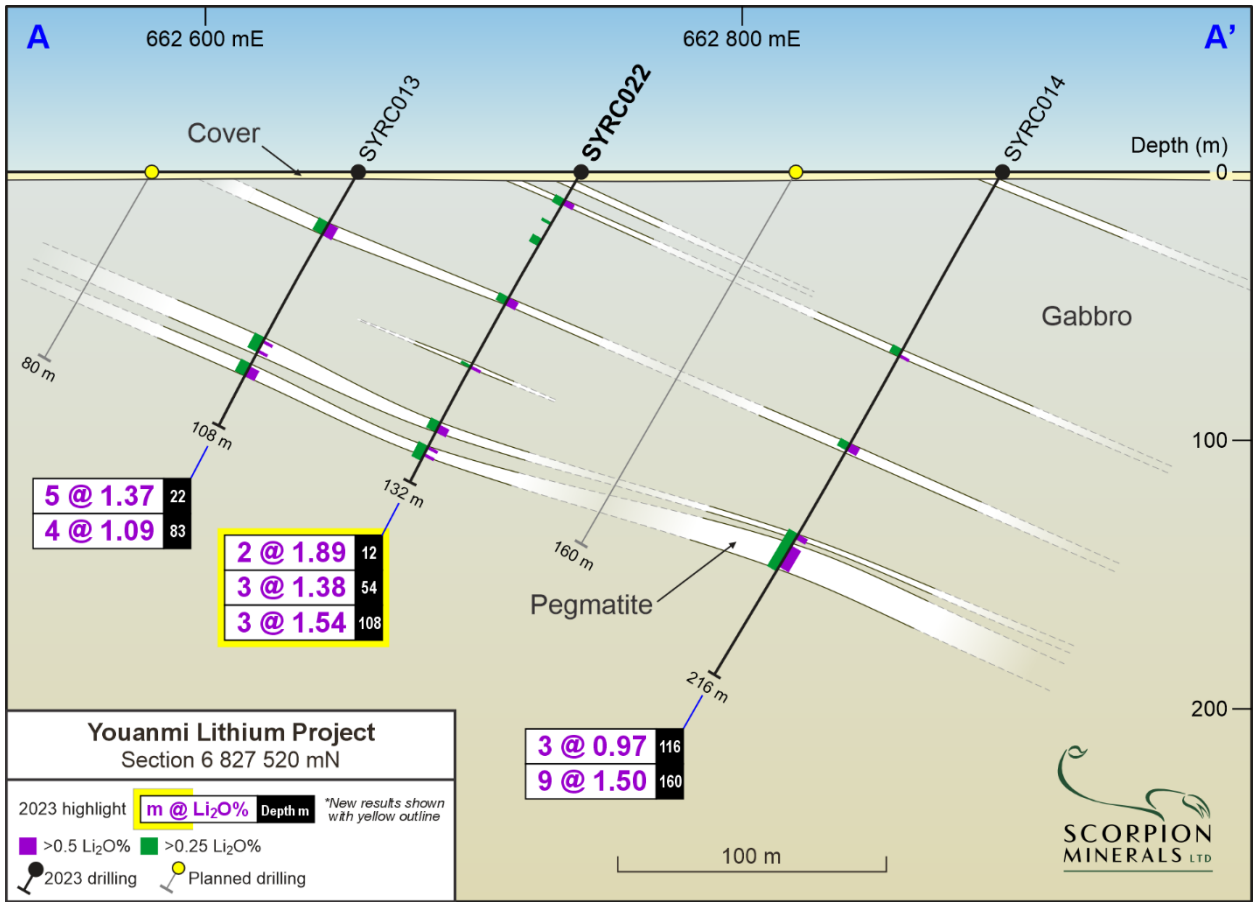 A
662 600 mE
662 800 mE
A'
SYRC013
SYRC022
SYRC014
Cover
Depth (m)
0
Gabbro
80 m
108 m
100
132 m
5 @ 1.37 22
4 @ 1.09 83
2 @ 1.89 12
3 @ 1.38 54
3 @ 1.54 108
160 m
Pegmatite
216 m
200
3 @ 0.97 116
9 @ 1.50 160
Youanmi Lithium Project
Section 6 827 520 mN
2023 highlight
m @ Li₂O% Depth m
*New results shown
with yellow outline
>0.5 Li₂O% >0.25 Li₂O%
2023 drilling Planned drilling
100 m
SCORPION
MINERALS LTD